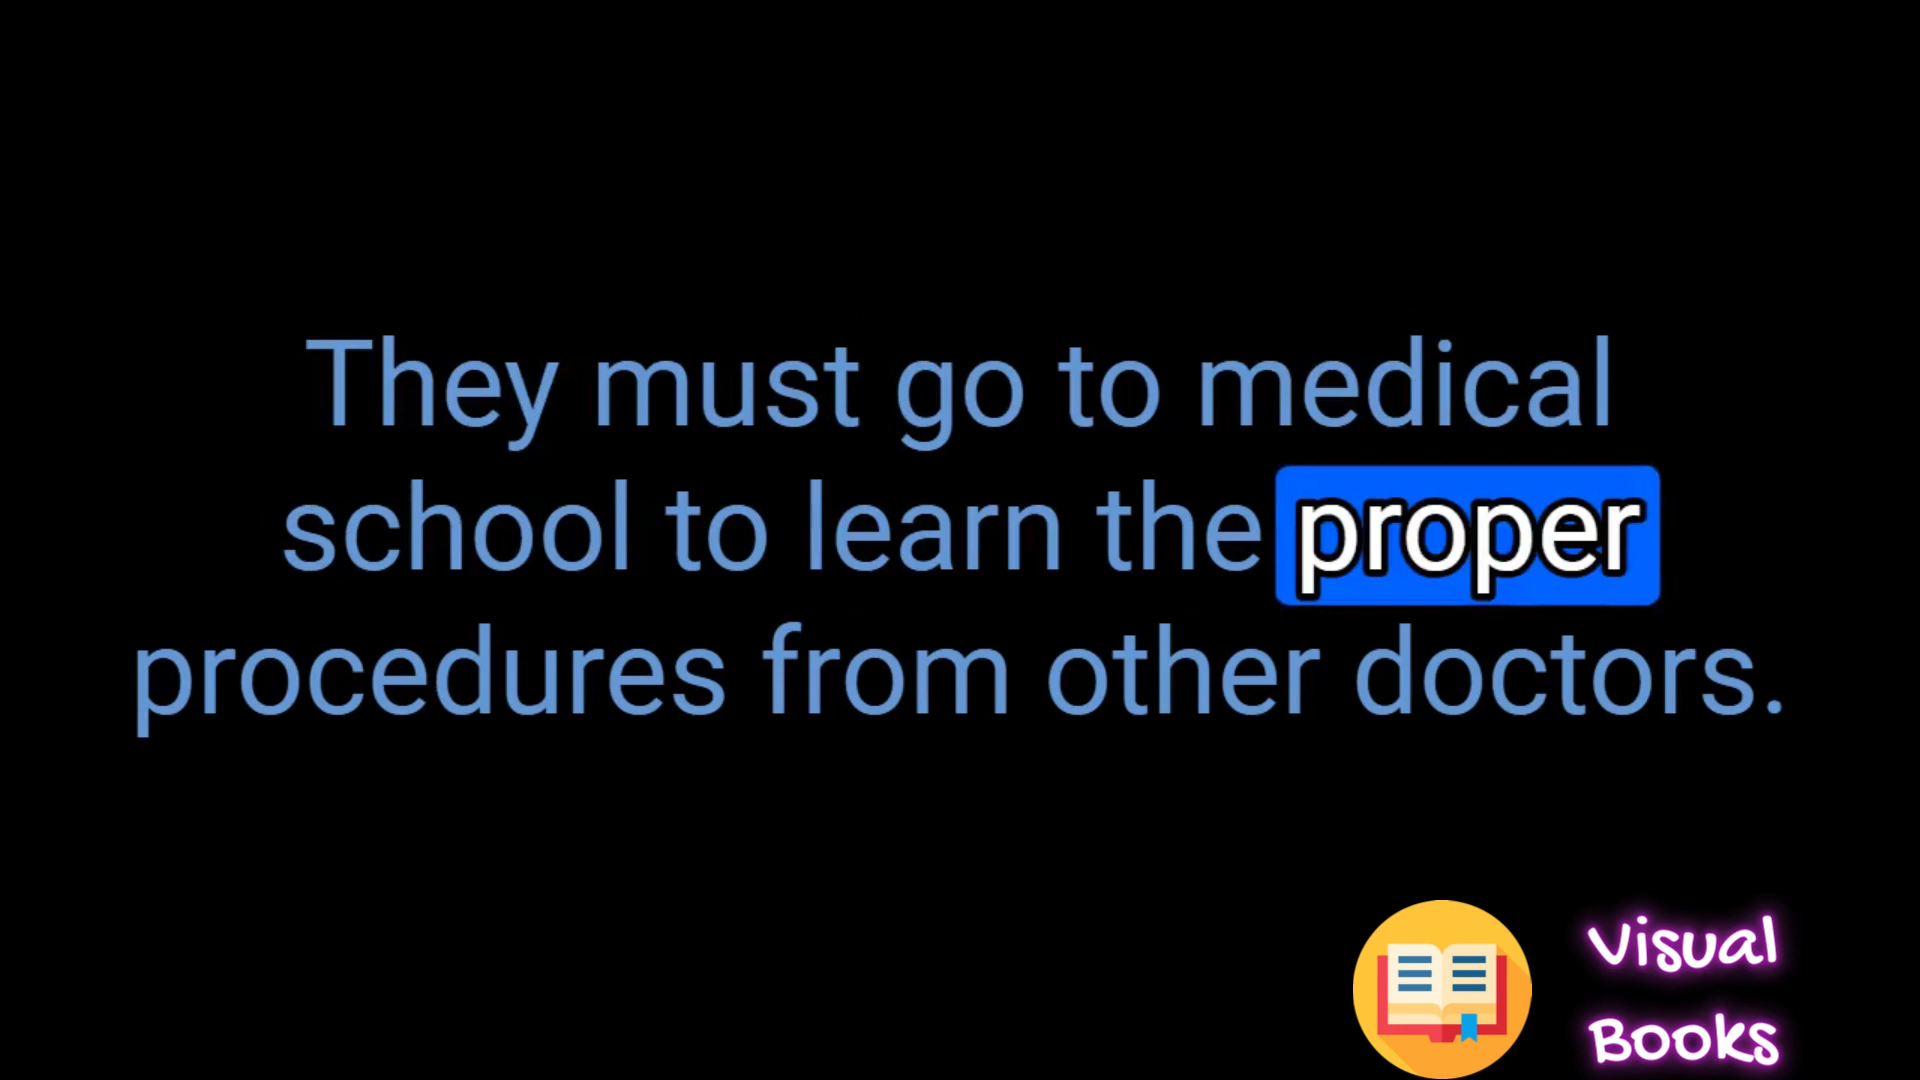 They must go to medical
school to learn the proper
procedures from other doctors.
Visual
Books